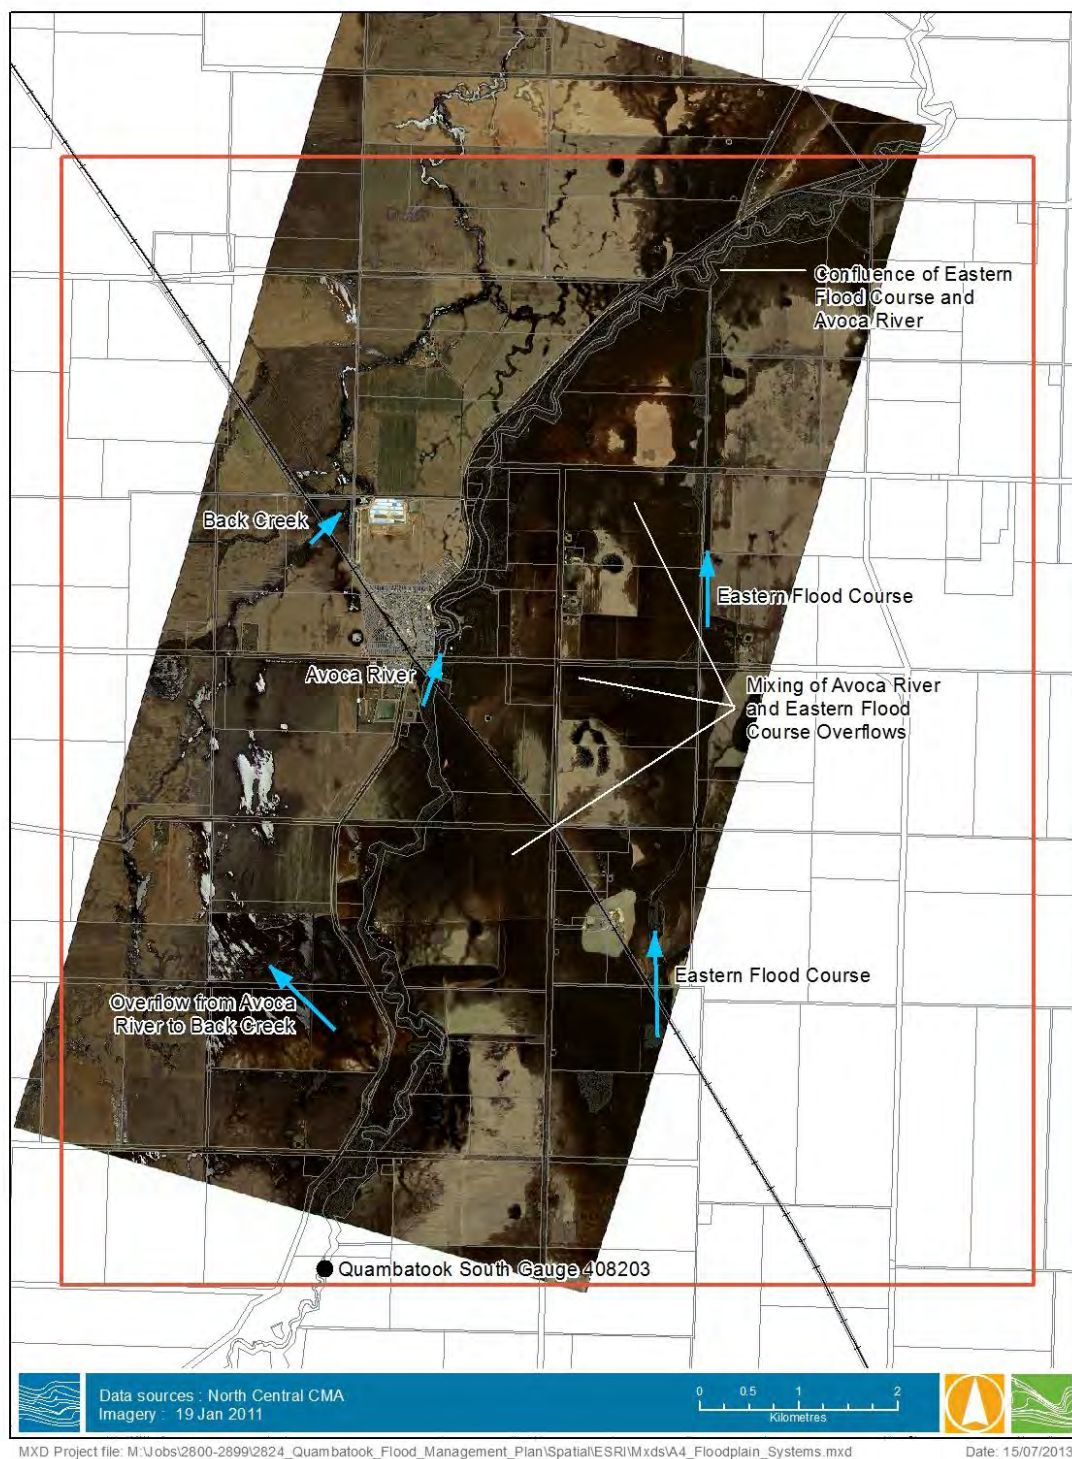 Confluence of Eastern
Flood Course and
Avoca River
Back Creek
Eastern Flood Course
Avoca River
Mixing of Avoca River
and Eastern Flood
Course Overflows
Eastern Flood Course
Overflow from Avoca
River to Back Creek
Quambatook South Gauge 408203
Data sources : North Central CMA
Imagery : 19 Jan 2011
0 0.5 1 2
Kilometres
MXD Project file: M:\Jobs\2800-2899\2824_Quambatook_Flood_Management_Plan\Spatial\ESRI\Mxds\A4_Floodplain_Systems.mxd
Date: 15/07/2013